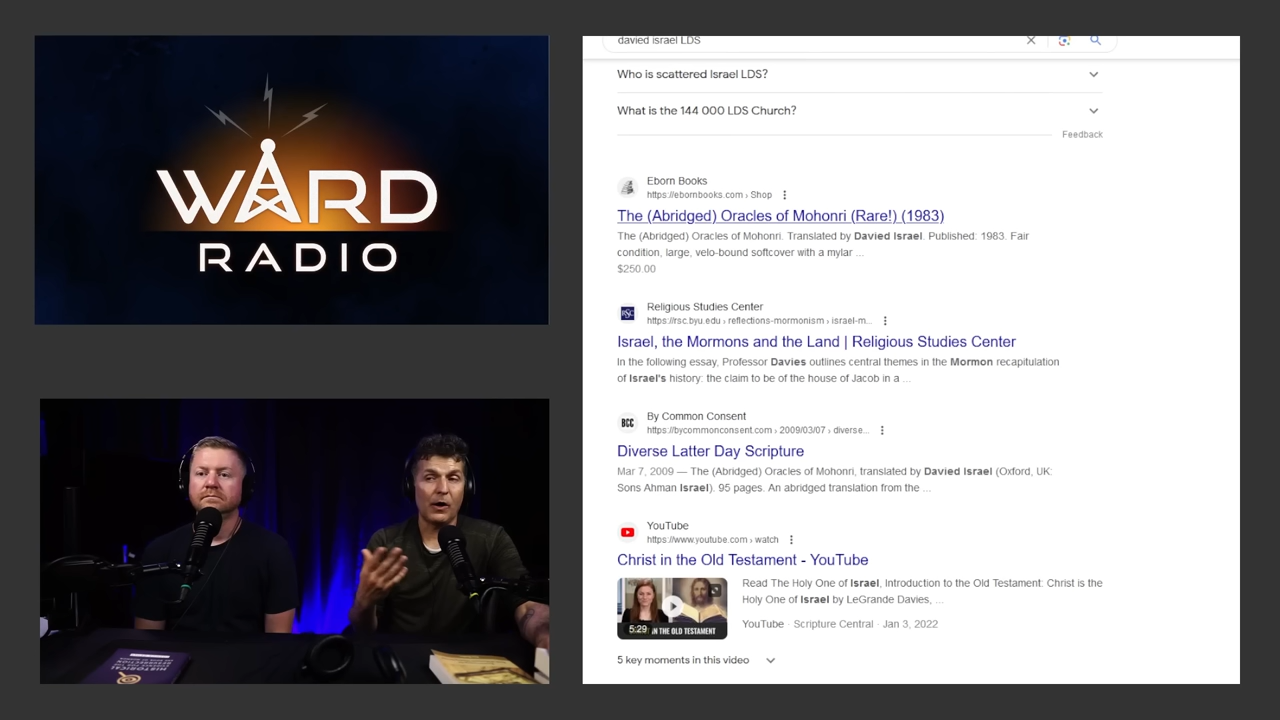 WARD
RADIO
davied israel LDS
Who is scattered Israel LDS?
What is the 144 000 LDS Church?
Feedback
Eborn Books
https://ebornbooks.com › Shop
The (Abridged) Oracles of Mohonri (Rare!) (1983)
The (Abridged) Oracles of Mohonri. Translated by Davied Israel. Published: 1983. Fair
condition, large, velo-bound softcover with a mylar ...
$250.00
RSC
Religious Studies Center
https://rsc.byu.edu › reflections-mormonism › israel-m...
Israel, the Mormons and the Land | Religious Studies Center
In the following essay, Professor Davies outlines central themes in the Mormon recapitulation
of Israel's history: the claim to be of the house of Jacob in a ...
BCC
By Common Consent
https://bycommonconsent.com › 2009/03/07 › diverse...
Diverse Latter Day Scripture
Mar 7, 2009 — The (Abridged) Oracles of Mohonri, translated by Davied Israel (Oxford, UK:
Sons Ahman Israel). 95 pages. An abridged translation from the ...
YouTube
https://www.youtube.com › watch
Christ in the Old Testament - YouTube
5:29
IN THE OLD TESTAMENT
Read The Holy One of Israel, Introduction to the Old Testament: Christ is the
Holy One of Israel by LeGrande Davies, ...
YouTube · Scripture Central · Jan 3, 2022
5 key moments in this video
HISTORICAL